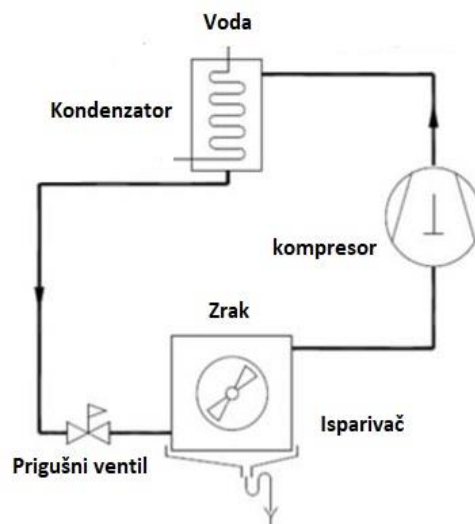 Voda
Kondenzator
kompresor
Zrak
Isparivač
Prigušni ventil